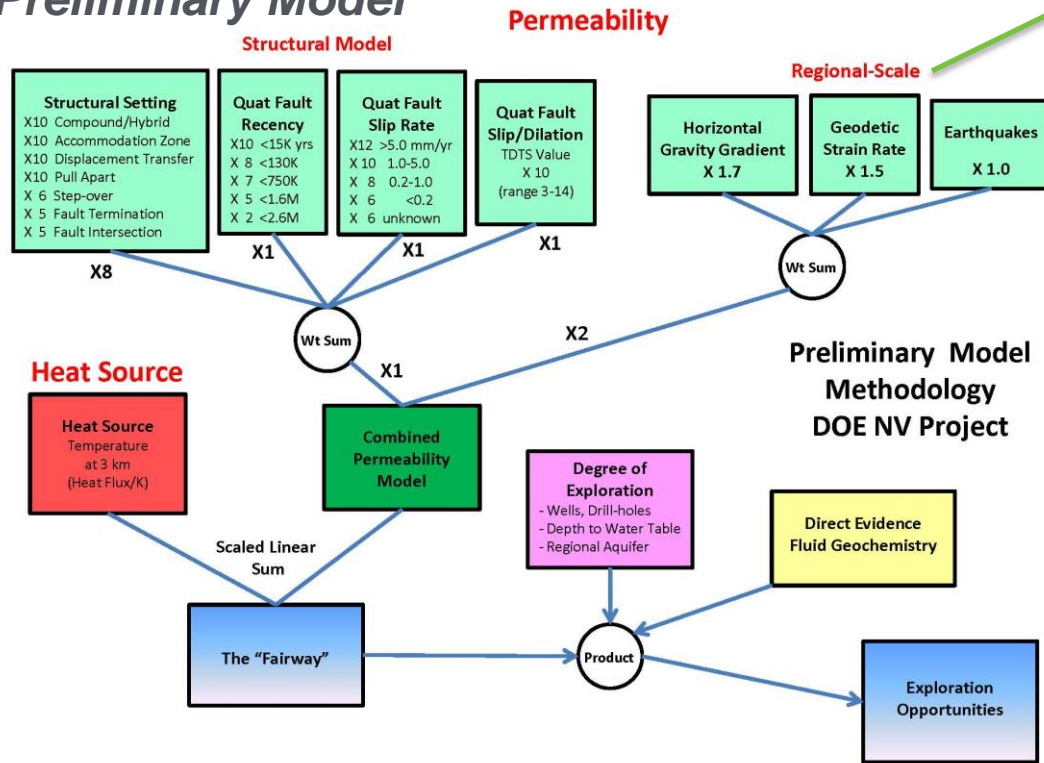 Preliminary Model
Permeability
Structural Model
Regional-Scale
Structural Setting
X10 Compound/Hybrid
X10 Accommodation Zone
X10 Displacement Transfer
X10 Pull Apart
X 6 Step-over
X 5 Fault Termination
X 5 Fault Intersection
Quat Fault
Recency
X10 <15K yrs
X 8 <130K
X 7 <750K
X 5 <1.6M
X 2 <2.6M
Quat Fault
Slip Rate
X12 >5.0 mm/yr
X 10 1.0-5.0
X 8 0.2-1.0
X 6 <0.2
X 6 unknown
Quat Fault
Slip/Dilation
TDTS Value
X 10
(range 3-14)
Horizontal
Gravity Gradient
X 1.7
Geodetic
Strain Rate
X 1.5
Earthquakes
X 1.0
X8
X1
X1
X1
Wt Sum
Wt Sum
X2
X1
Heat Source
Heat Source
Temperature
at 3 km
(Heat Flux/K)
Combined
Permeability
Model
Preliminary Model
Methodology
DOE NV Project
Degree of
Exploration
- Wells, Drill-holes
- Depth to Water Table
- Regional Aquifer
Direct Evidence
Fluid Geochemistry
Scaled Linear
Sum
The "Fairway"
Product
Exploration
Opportunities